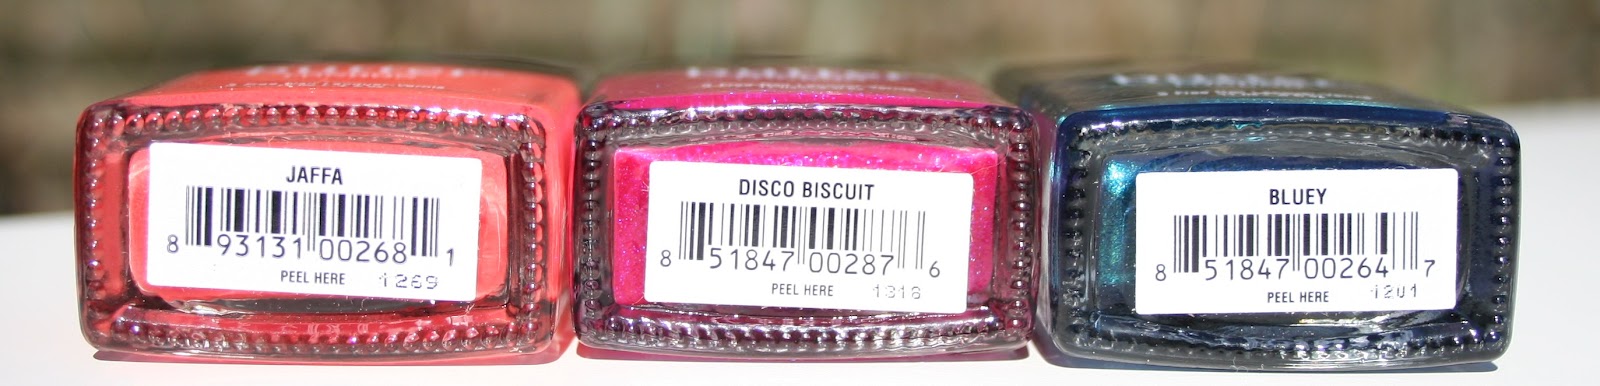 JAFFA
8 93131 00268 1
PEEL HERE 1269
DISCO BISCUIT
8 51847 00287 6
PEEL HERE 1316
BLUEY
8 51847 00264 7
PEEL HERE 1201